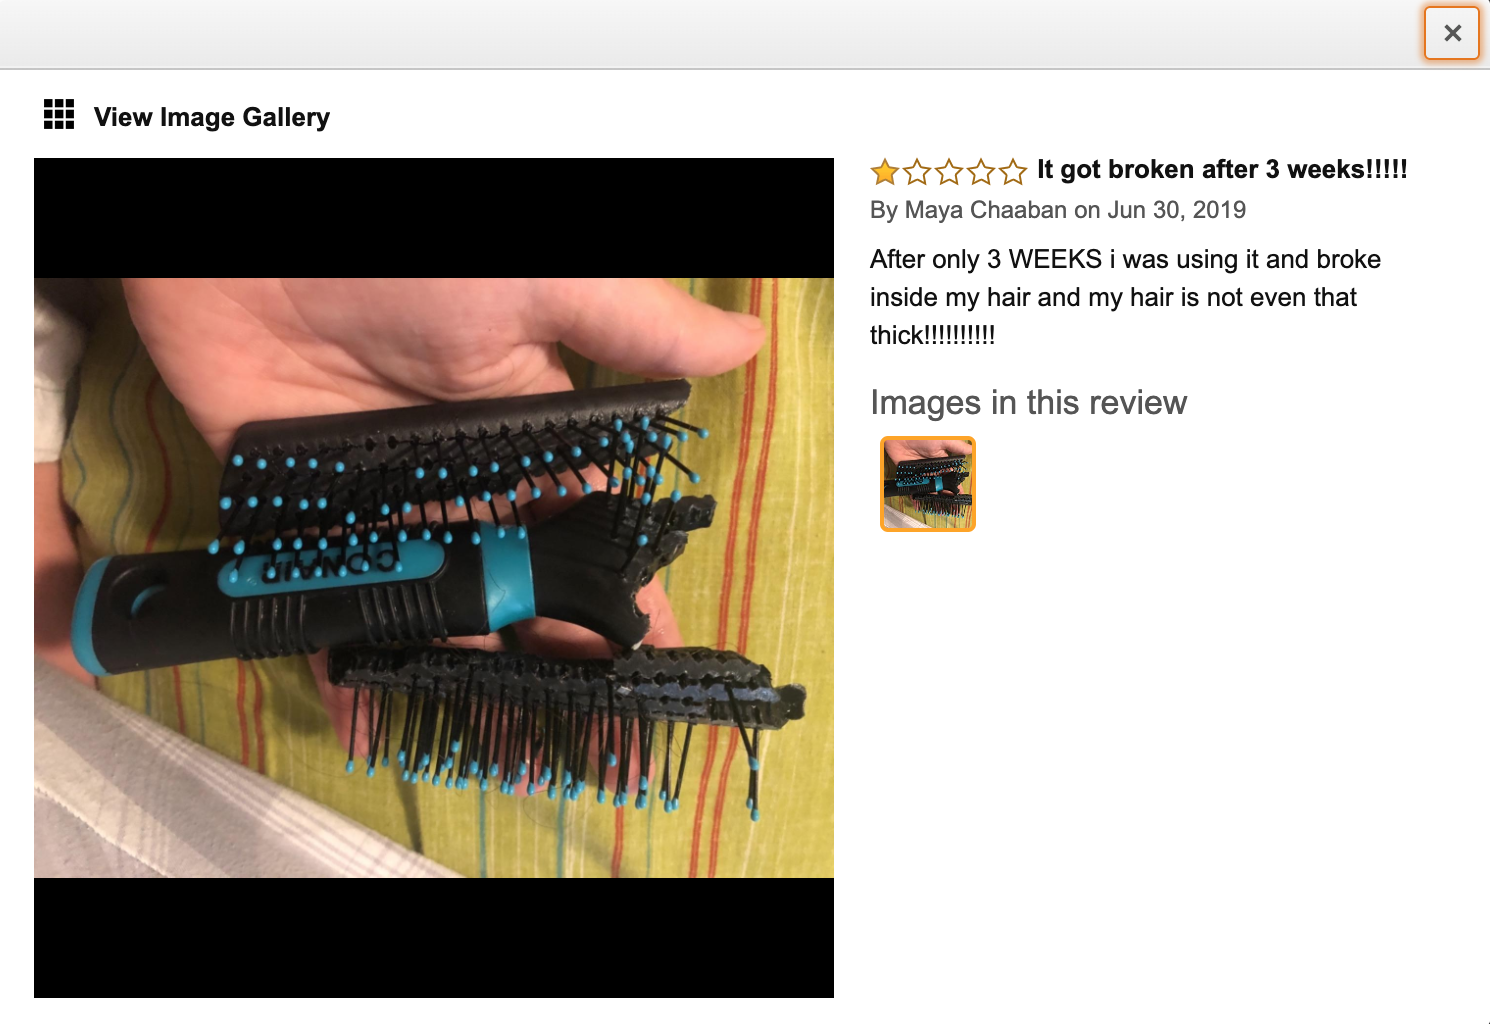 View Image Gallery
It got broken after 3 weeks!!!!!
By Maya Chaaban on Jun 30, 2019
After only 3 WEEKS i was using it and broke
inside my hair and my hair is not even that
thick!!!!!!!!!!
Images in this review
CONAIR